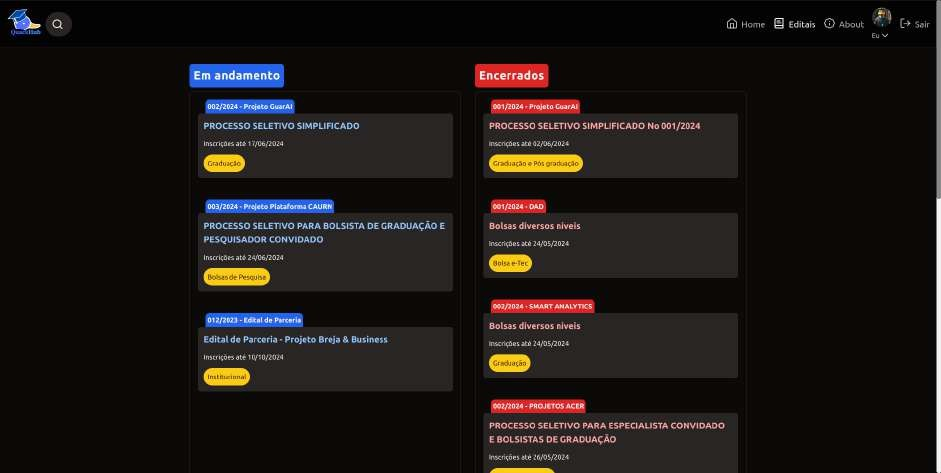 QuackHub
Home
Editais
About
Eu
Sair
Em andamento
002/2024 - Projeto GuarAI
PROCESSO SELETIVO SIMPLIFICADO
Inscrições até 17/06/2024
Graduação
003/2024 - Projeto Plataforma CAURN
PROCESSO SELETIVO PARA BOLSISTA DE GRADUAÇÃO E
PESQUISADOR CONVIDADO
Inscrições até 24/06/2024
Bolsas de Pesquisa
012/2023 - Edital de Parceria
Edital de Parceria - Projeto Breja & Business
Inscrições até 10/10/2024
Institucional
Encerrados
001/2024 - Projeto GuarAI
PROCESSO SELETIVO SIMPLIFICADO No 001/2024
Inscrições até 02/06/2024
Graduação e Pós graduação
001/2024 - DAD
Bolsas diversos níveis
Inscrições até 24/05/2024
Bolsa e-Tec
002/2024 - SMART ANALYTICS
Bolsas diversos níveis
Inscrições até 24/05/2024
Graduação
002/2024 - PROJETOS ACER
PROCESSO SELETIVO PARA ESPECIALISTA CONVIDADO
E BOLSISTAS DE GRADUAÇÃO
Inscrições até 26/05/2024